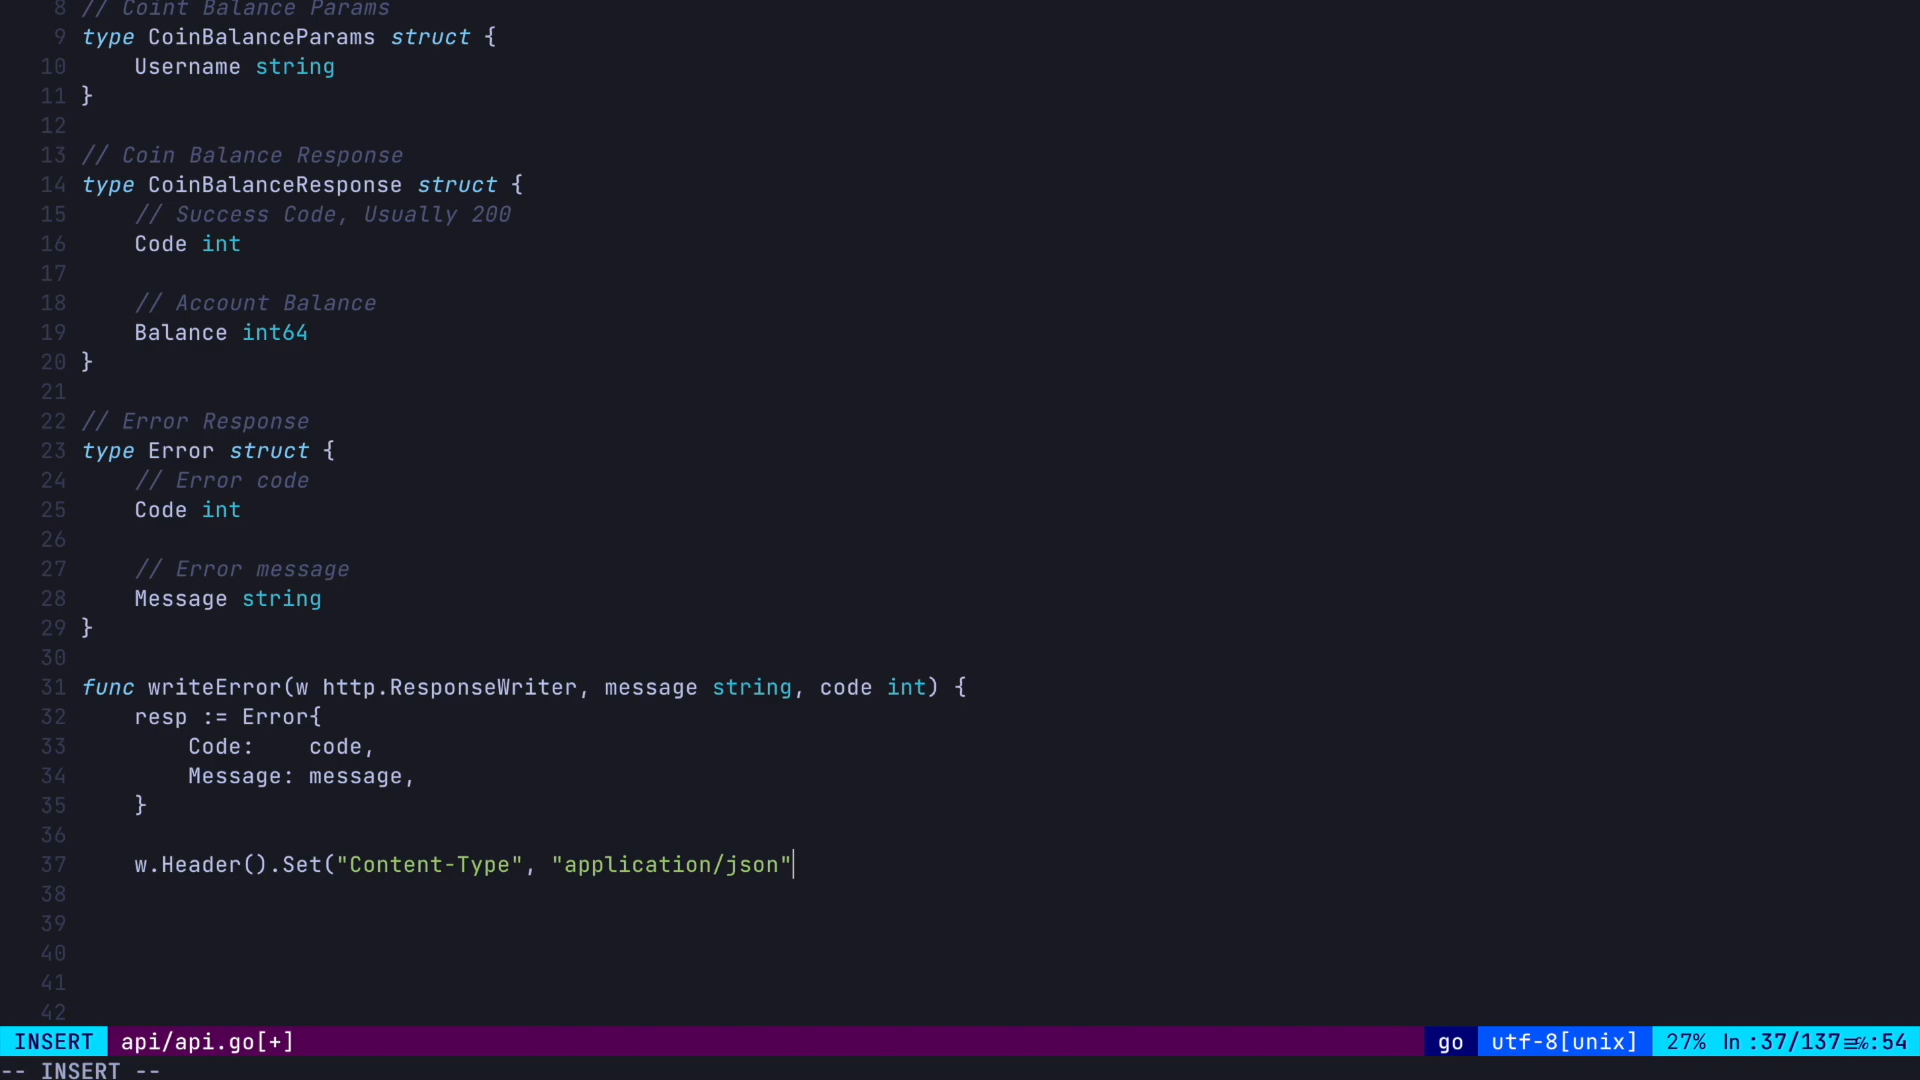 8 // Coint Balance Params
9 type CoinBalanceParams struct {
10     Username string
11 }
12
13 // Coin Balance Response
14 type CoinBalanceResponse struct {
15     // Success Code, Usually 200
16     Code int
17
18     // Account Balance
19     Balance int64
20 }
21
22 // Error Response
23 type Error struct {
24     // Error code
25     Code int
26
27     // Error message
28     Message string
29 }
30
31 func writeError(w http.ResponseWriter, message string, code int) {
32     resp := Error{
33         Code:    code,
34         Message: message,
35     }
36
37     w.Header().Set("Content-Type", "application/json"
38
39
40
41
42
INSERT api/api.go[+] go utf-8[unix] 27% ln :37/137≡℅:54
-- INSERT --